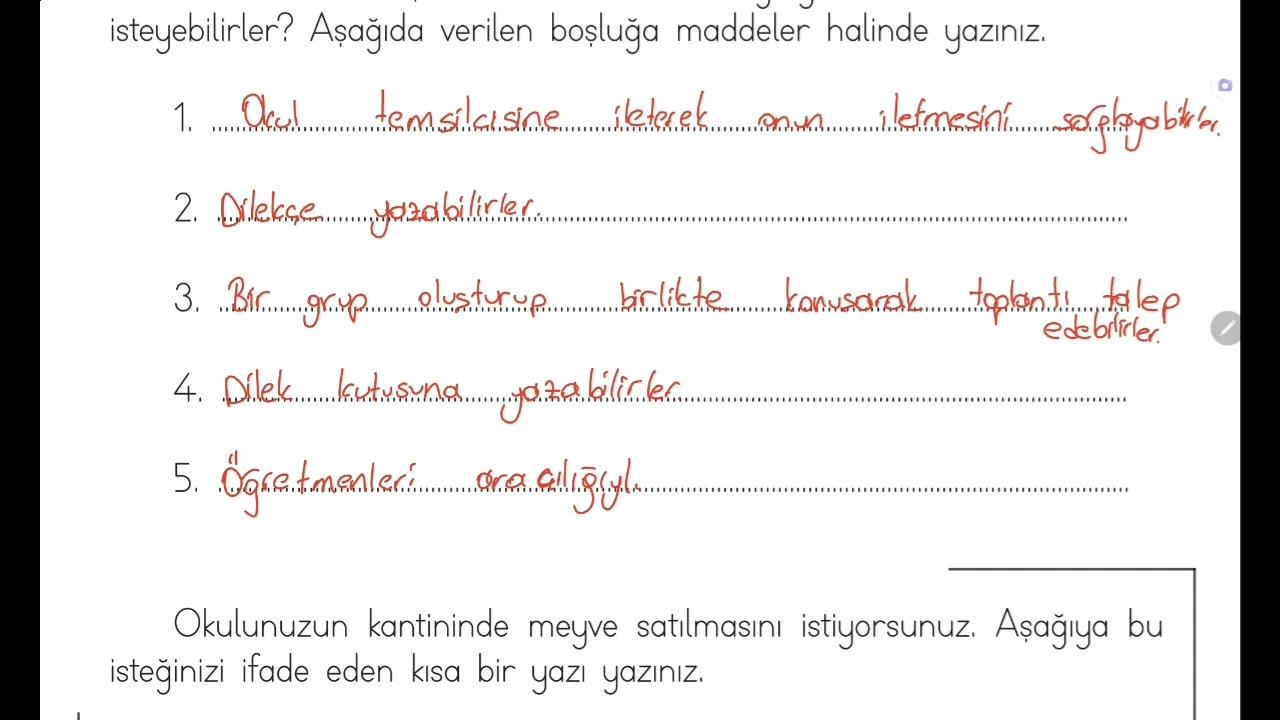 isteyebilirler? Aşağıda verilen boşluğa maddeler halinde yazınız.
1. Okul temsilcisine ileterek onun iletmesini sağlayabilirler.
2. Dilekçe yazabilirler.
3. Bir grup oluşturup birlikte konuşarak toplantı talep
edebilirler.
4. Dilek kutusuna yazabilirler.
5. Öğretmenleri aracılığıyl
Okulunuzun kantininde meyve satılmasını istiyorsunuz. Aşağıya bu
isteğinizi ifade eden kısa bir yazı yazınız.